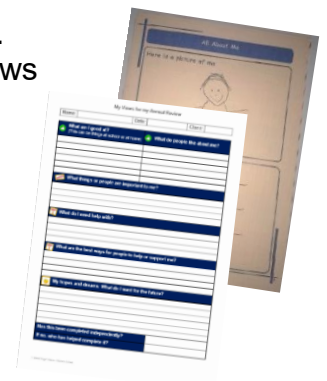 ws
All About Me
Here is a picture of me
My Views for my Annual Review
Name
Date
Class
What am I good at?
What do people like about me?
What things or people are important to me?
What do I need help with?
What are the best ways for people to help or support me?
My hopes and dreams. What do I want for the future?
Has this been completed independently?
If no, who has helped complete it?